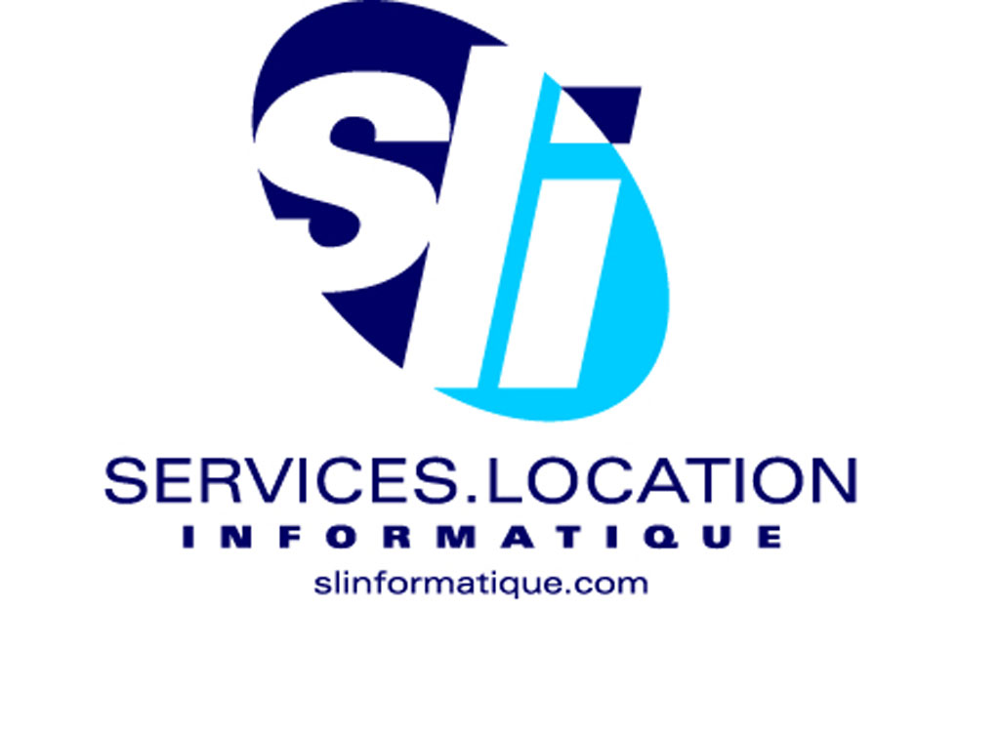 sli
SERVICES.LOCATION
INFORMATIQUE
slinformatique.com